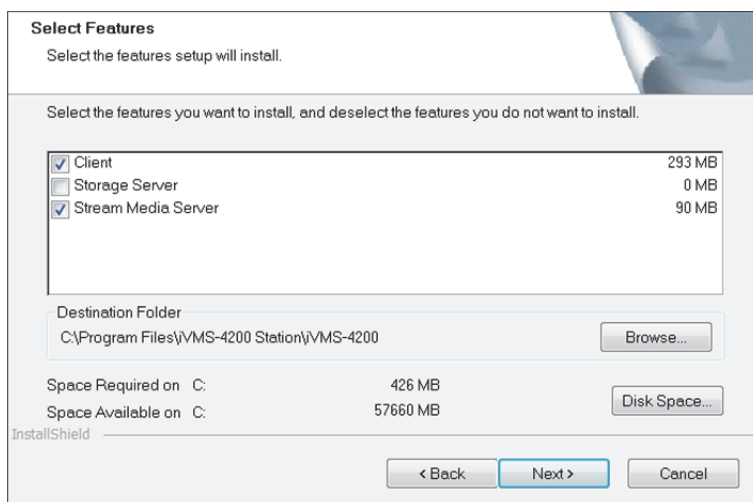 Select Features
Select the features setup will install.
Select the features you want to install, and deselect the features you do not want to install.
Client 293 MB
Storage Server 0 MB
Stream Media Server 90 MB
Destination Folder
C:\Program Files\iVMS-4200 Station\iVMS-4200
Browse...
Space Required on C: 426 MB
Space Available on C: 57660 MB
Disk Space...
InstallShield
< Back Next > Cancel